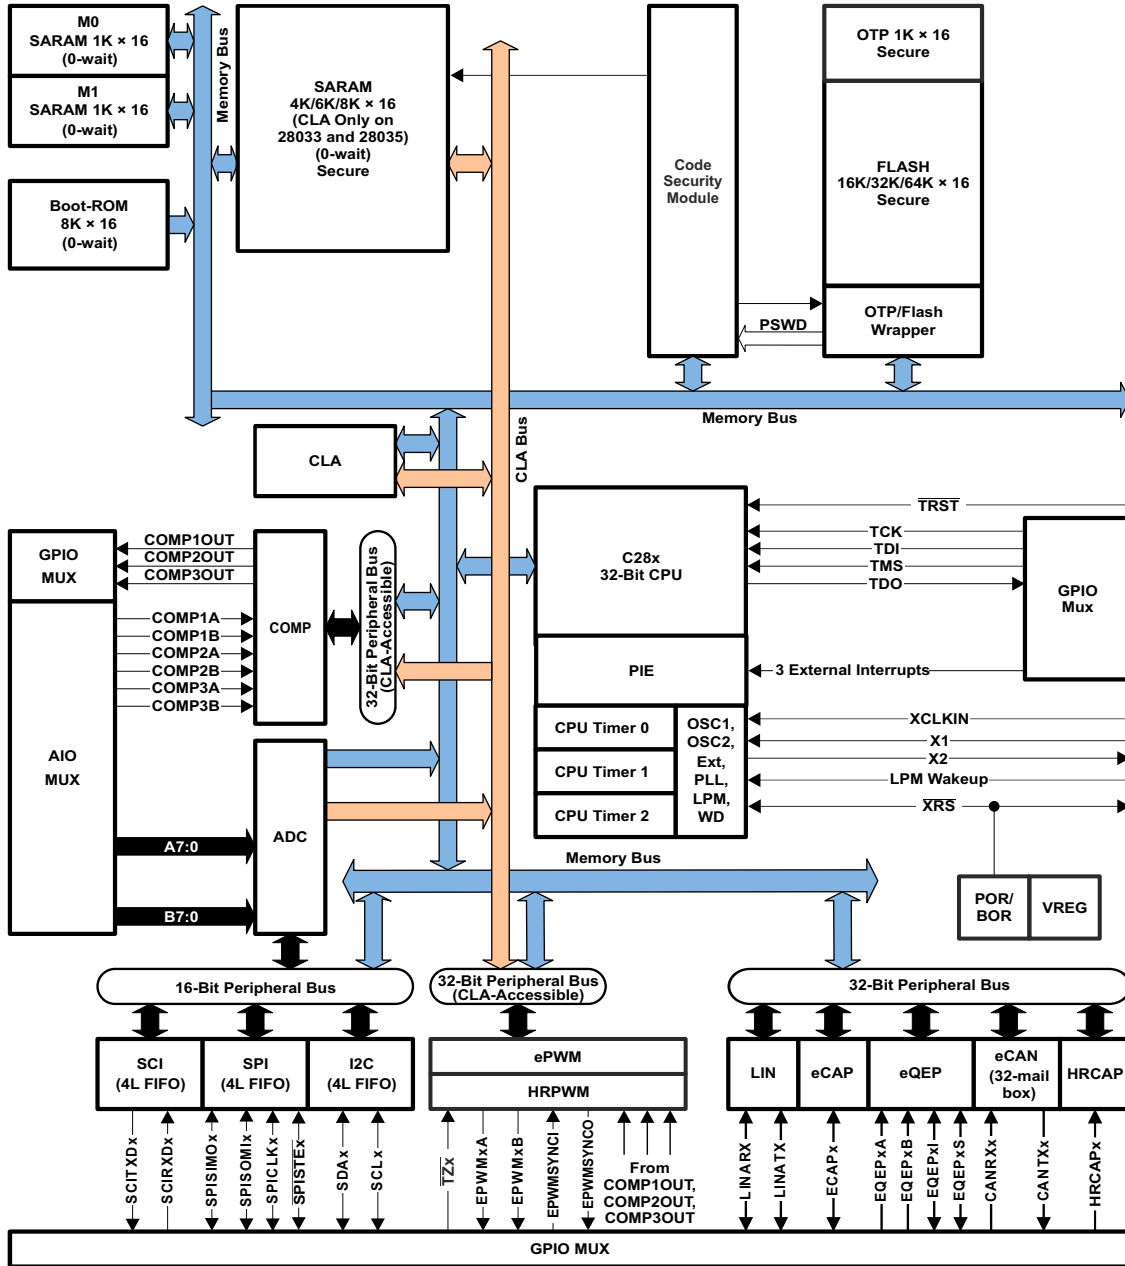 M0
SARAM 1K × 16
(0-wait)
M1
SARAM 1K × 16
(0-wait)
Boot-ROM
8K × 16
(0-wait)
Memory Bus
SARAM
4K/6K/8K × 16
(CLA Only on
28033 and 28035)
(0-wait)
Secure
Code
Security
Module
OTP 1K × 16
Secure
FLASH
16K/32K/64K × 16
Secure
OTP/Flash
Wrapper
PSWD
Memory Bus
CLA Bus
CLA
GPIO
MUX
COMP1OUT
COMP2OUT
COMP3OUT
COMP1A
COMP1B
COMP2A
COMP2B
COMP3A
COMP3B
COMP
32-Bit Peripheral Bus
(CLA-Accessible)
AIO
MUX
A7:0
B7:0
ADC
C28x
32-Bit CPU
PIE
CPU Timer 0
CPU Timer 1
CPU Timer 2
OSC1,
OSC2,
Ext,
PLL,
LPM,
WD
TRST
TCK
TDI
TMS
TDO
GPIO
Mux
3 External Interrupts
XCLKIN
X1
X2
LPM Wakeup
XRS
POR/
BOR
VREG
Memory Bus
16-Bit Peripheral Bus
32-Bit Peripheral Bus
(CLA-Accessible)
32-Bit Peripheral Bus
SCI
(4L FIFO)
SPI
(4L FIFO)
I2C
(4L FIFO)
ePWM
HRPWM
LIN
eCAP
eQEP
eCAN
(32-mail
box)
HRCAP
SCITXDx
SCIRXDx
SPISIMOx
SPISOMIx
SPICLKx
SPISTEx
SDAx
SCLx
TZx
EPWMxA
EPWMxB
EPWMSYNCI
EPWMSYNCO
From
COMP1OUT,
COMP2OUT,
COMP3OUT
LINARX
LINATX
ECAPx
EQEPxA
EQEPxB
EQEPxI
EQEPxS
CANRXx
CANTXx
HRCAPx
GPIO MUX